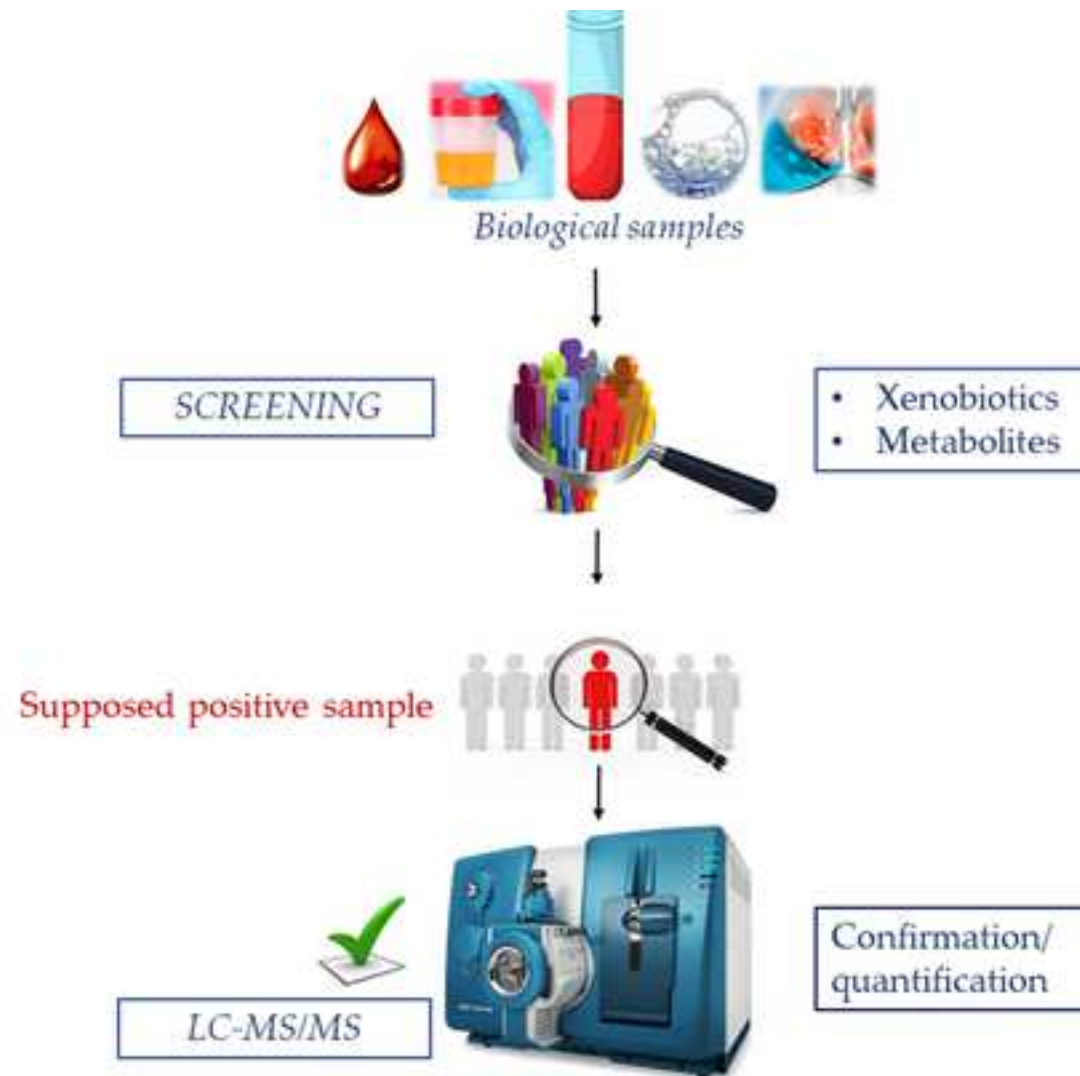 Biological samples
SCREENING
• Xenobiotics
• Metabolites
Supposed positive sample
Confirmation/
quantification
LC-MS/MS